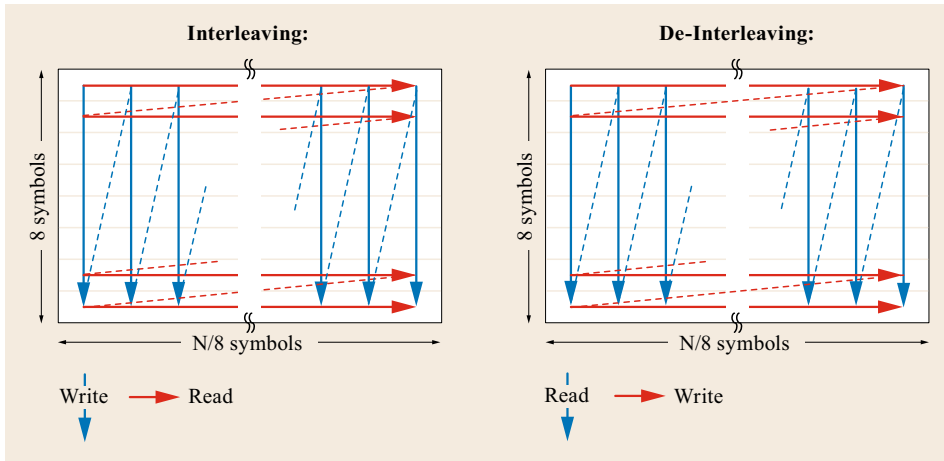 Interleaving:
8 symbols
N/8 symbols
Write
Read
De-Interleaving:
8 symbols
N/8 symbols
Read
Write